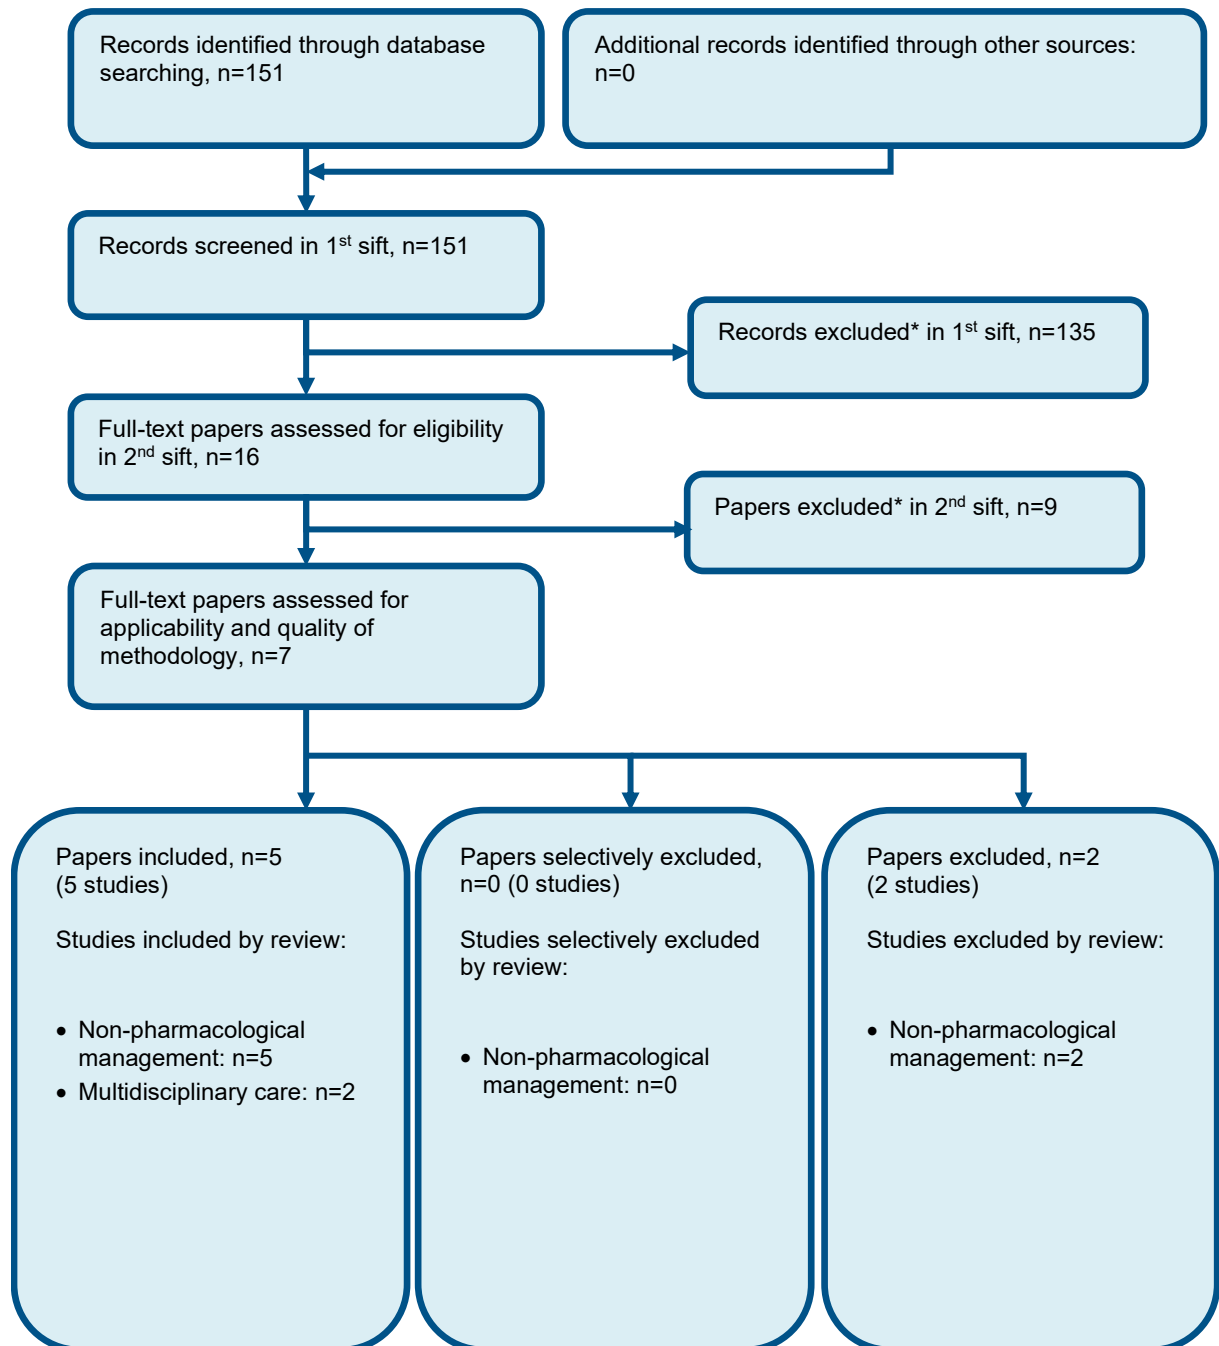 Records identified through database
searching, n=151
Additional records identified through other sources:
n=0
Records screened in 1st sift, n=151
Records excluded* in 1st sift, n=135
Full-text papers assessed for eligibility
in 2nd sift, n=16
Papers excluded* in 2nd sift, n=9
Full-text papers assessed for
applicability and quality of
methodology, n=7
Papers included, n=5
(5 studies)
Studies included by review:
• Non-pharmacological
management: n=5
• Multidisciplinary care: n=2
Papers selectively excluded,
n=0 (0 studies)
Studies selectively excluded
by review:
• Non-pharmacological
management: n=0
Papers excluded, n=2
(2 studies)
Studies excluded by review:
• Non-pharmacological
management: n=2